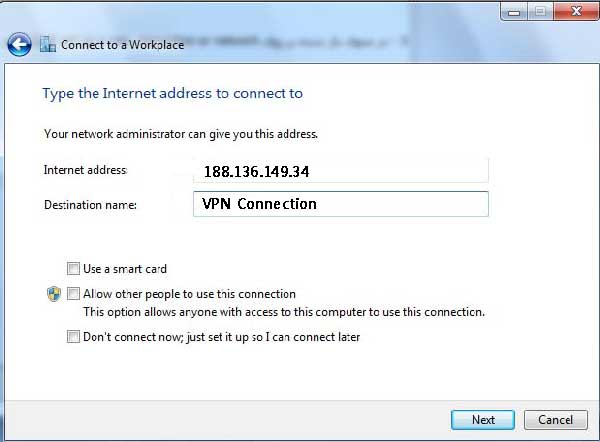 Connect to a Workplace
Type the Internet address to connect to
Your network administrator can give you this address.
Internet address: 188.136.149.34
Destination name: VPN Connection
Use a smart card
Allow other people to use this connection
This option allows anyone with access to this computer to use this connection.
Don't connect now; just set it up so I can connect later
Next Cancel